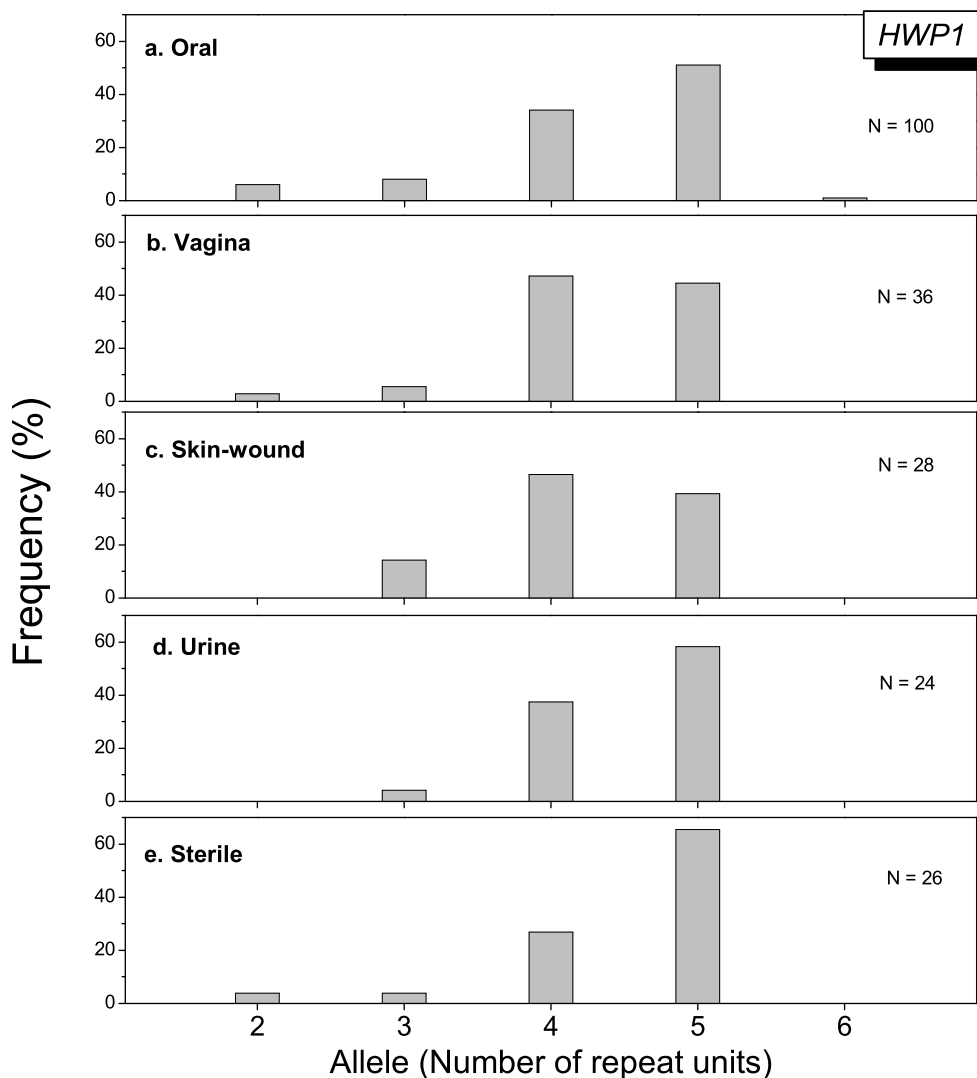 HWP1
a. Oral
N = 100
60
40
20
0
b. Vagina
N = 36
60
40
20
0
c. Skin-wound
N = 28
60
40
20
0
d. Urine
N = 24
60
40
20
0
e. Sterile
N = 26
60
40
20
0
Frequency (%)
2 3 4 5 6
Allele (Number of repeat units)